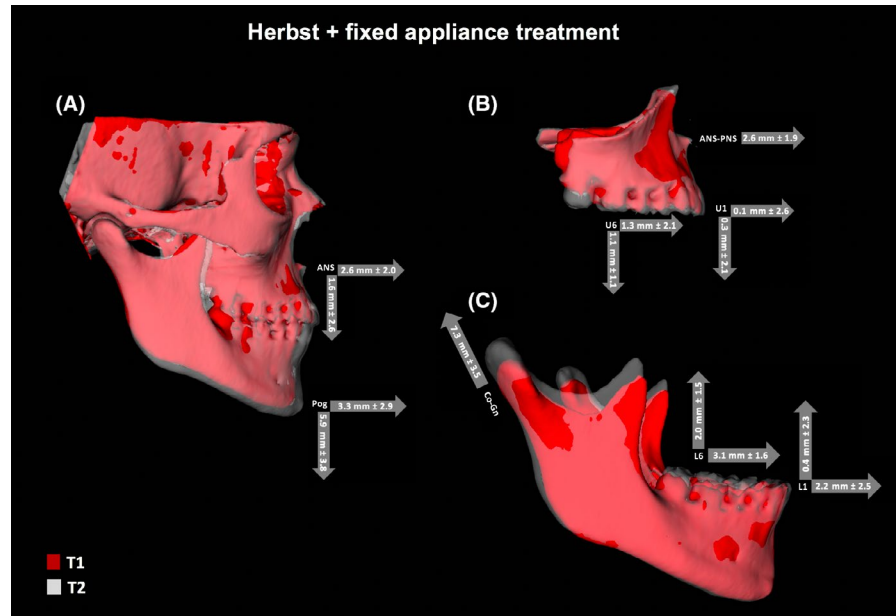 Herbst + fixed appliance treatment
(A)
ANS
2.6 mm ± 2.0
1.6 mm ± 2.6
Pog
3.3 mm ± 2.9
5.9 mm ± 3.8
(B)
ANS-PNS
2.6 mm ± 1.9
U1
0.1 mm ± 2.6
0.3 mm ± 2.1
U6
1.3 mm ± 2.1
1.1 mm ± 1.1
(C)
7.3 mm ± 3.5
Co-Gn
2.0 mm ± 1.5
L6
3.1 mm ± 1.6
0.4 mm ± 2.3
L1
2.2 mm ± 2.5
T1
T2